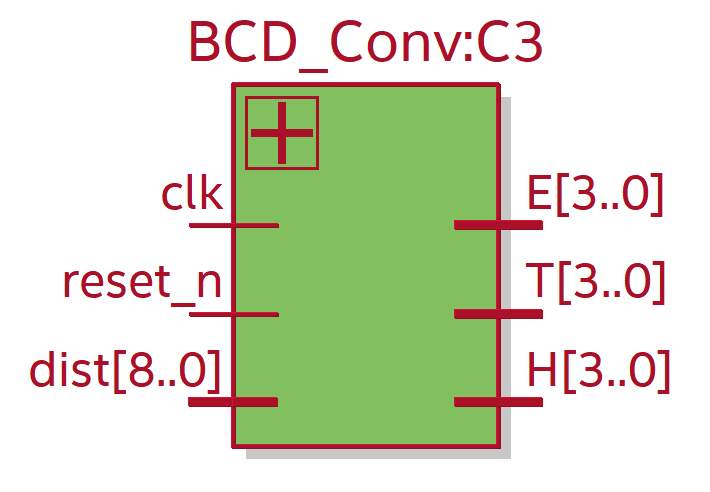 BCD_Conv:C3
clk
E[3..0]
reset_n
T[3..0]
dist[8..0]
H[3..0]